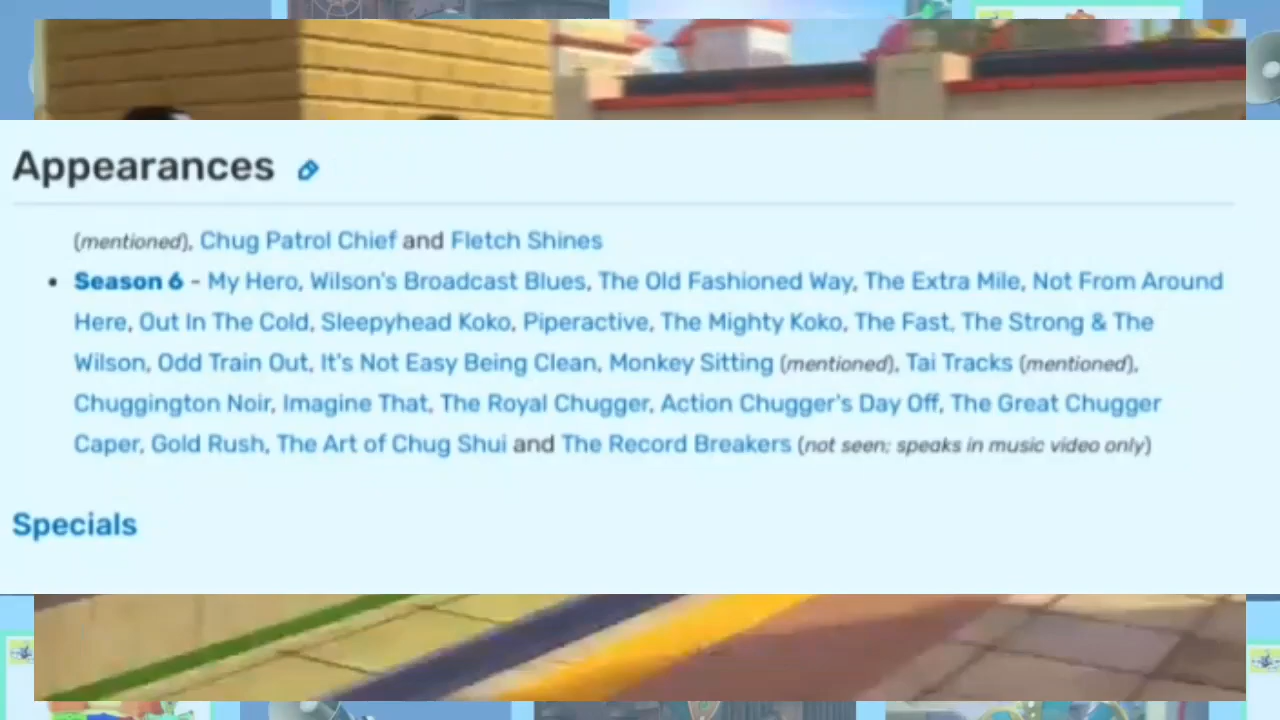 Appearances
(mentioned), Chug Patrol Chief and Fletch Shines
• Season 6 - My Hero, Wilson's Broadcast Blues, The Old Fashioned Way, The Extra Mile, Not From Around
Here, Out In The Cold, Sleepyhead Koko, Piperactive, The Mighty Koko, The Fast, The Strong & The
Wilson, Odd Train Out, It's Not Easy Being Clean, Monkey Sitting (mentioned), Tai Tracks (mentioned),
Chuggington Noir, Imagine That, The Royal Chugger, Action Chugger's Day Off, The Great Chugger
Caper, Gold Rush, The Art of Chug Shui and The Record Breakers (not seen; speaks in music video only)
Specials